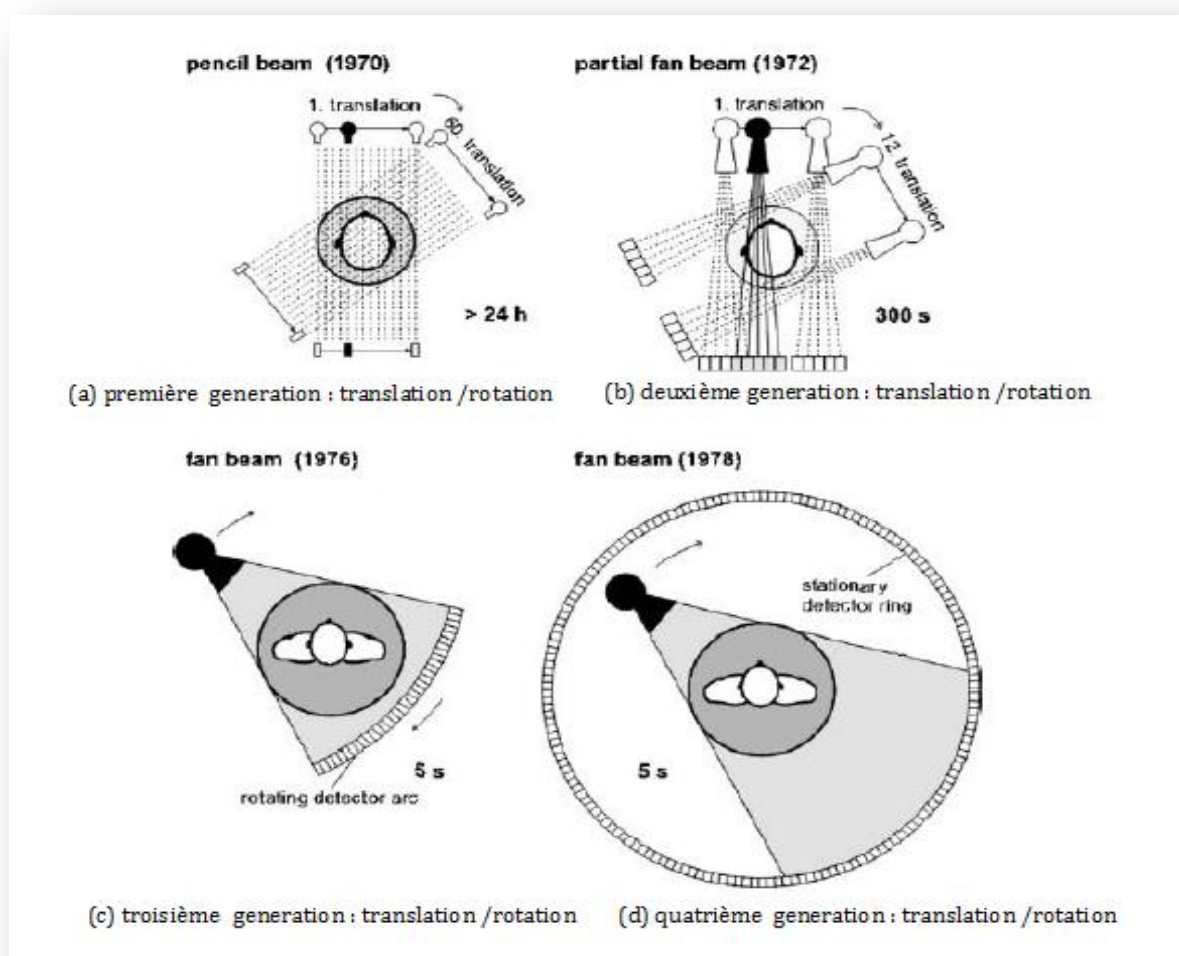 pencil beam (1970)
1. translation
60. translation
> 24 h
(a) première generation : translation /rotation
partial fan beam (1972)
1. translation
12. translation
300 s
(b) deuxième generation : translation /rotation
fan beam (1976)
5 s
rotating detector arc
(c) troisième generation : translation /rotation
fan beam (1978)
stationary
detector ring
5 s
(d) quatrième generation : translation /rotation